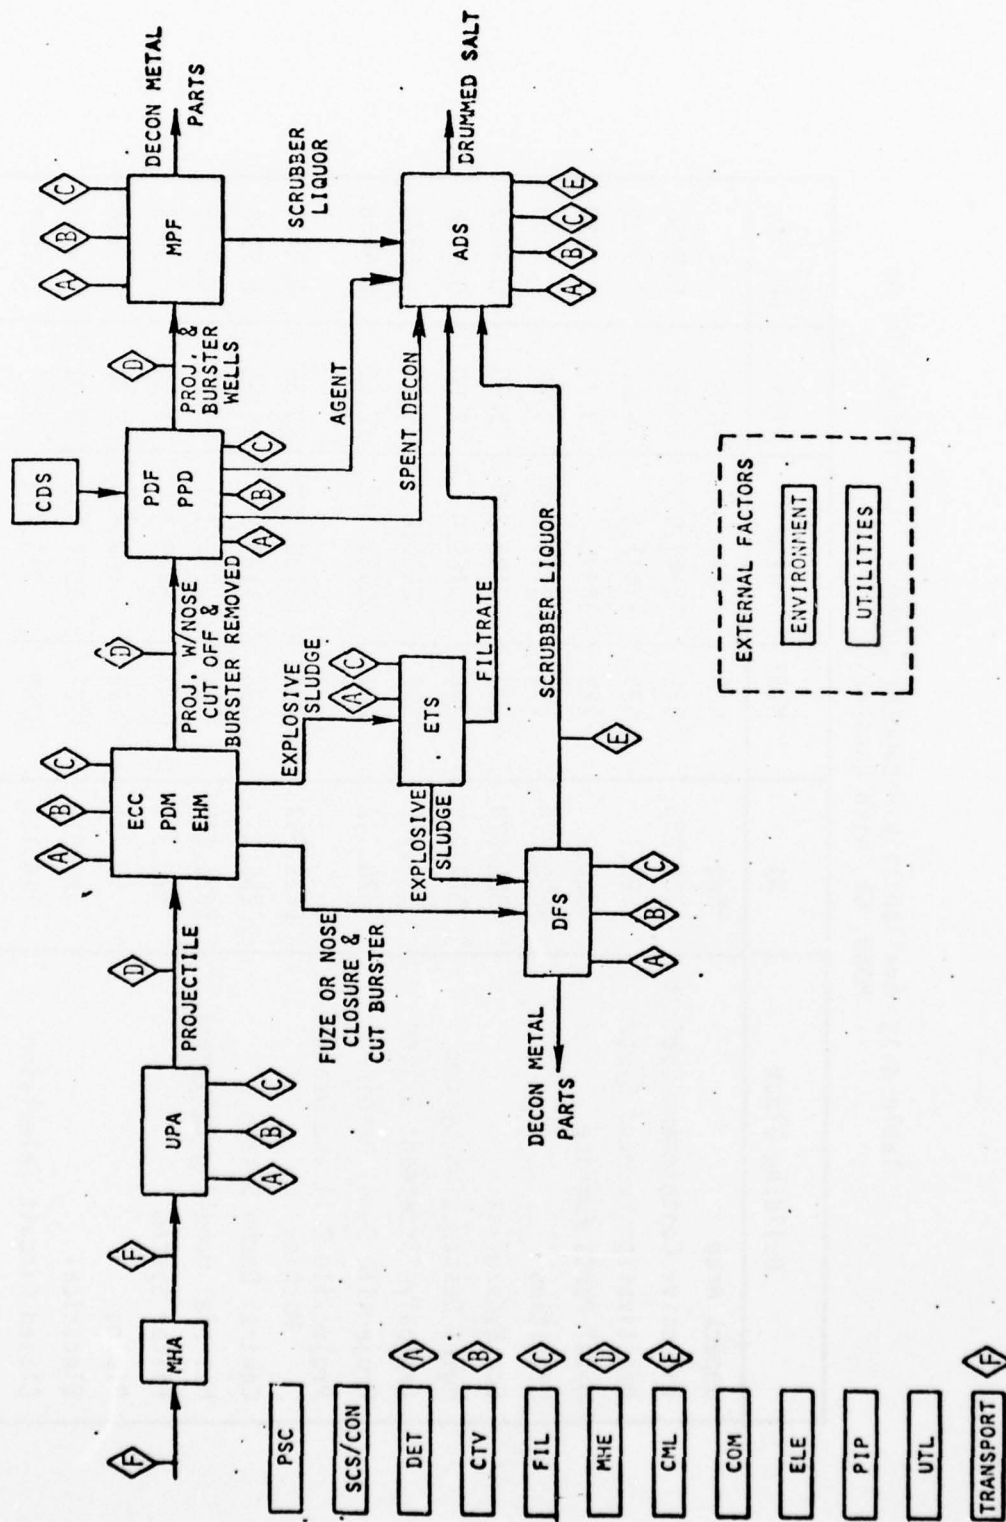 F
MHA
F
UPA
A
B
C
D
PROJECTILE
A
B
C
ECC
PDM
EHM
D
PROJ. W/NOSE
CUT OFF &
BURSTER REMOVED
CDS
PDF
PPD
A
B
C
D
PROJ. &
BURSTER
WELLS
A
B
C
MPF
DECON METAL
PARTS
FUZE OR NOSE
CLOSURE &
CUT BURSTER
EXPLOSIVE
SLUDGE
A
C
ETS
EXPLOSIVE
SLUDGE
FILTRATE
SPENT DECON
AGENT
SCRUBBER
LIQUOR
ADS
A
B
C
E
DRUMMED SALT
DECON METAL
PARTS
DFS
A
B
C
E
SCRUBBER LIQUOR
EXTERNAL FACTORS
ENVIRONMENT
UTILITIES
PSC
SCS/CON
DET A
CTV B
FIL C
MHE D
CML E
COM
ELE
PIP
UTL
TRANSPORT F